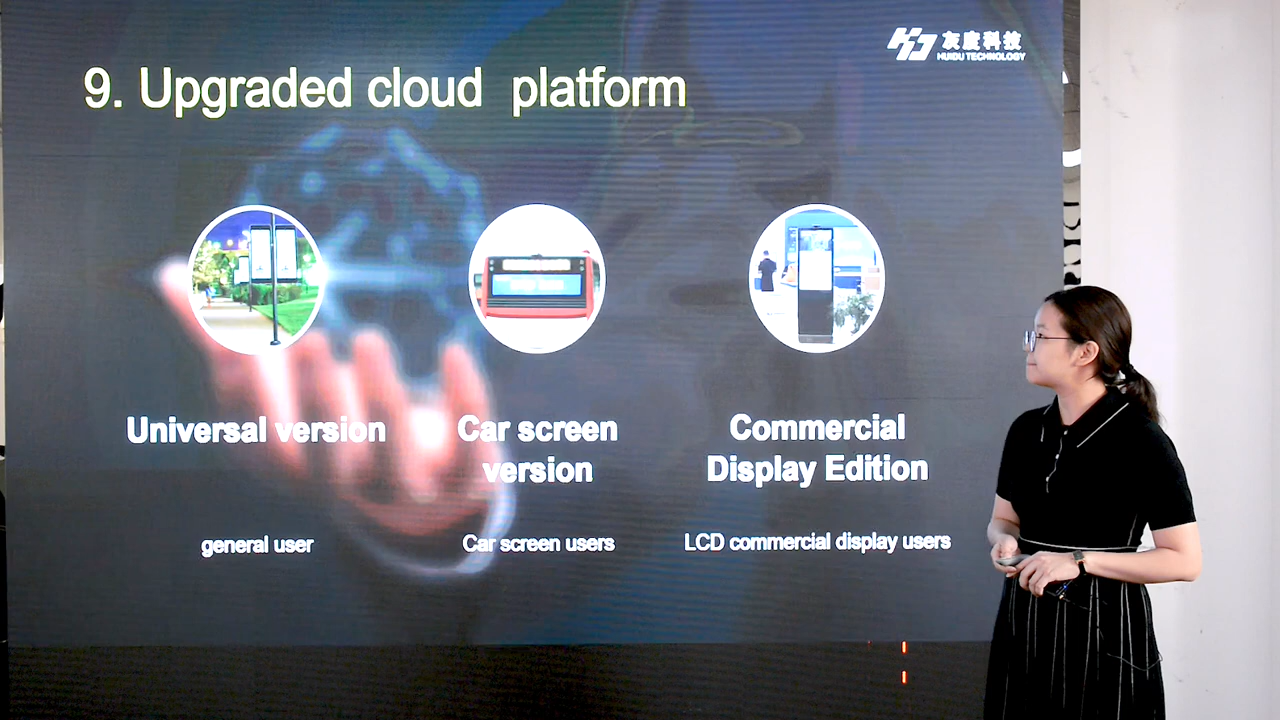 灰度科技
HUIDU TECHNOLOGY
9. Upgraded cloud platform
Universal version
Car screen
version
Commercial
Display Edition
general user
Car screen users
LCD commercial display users